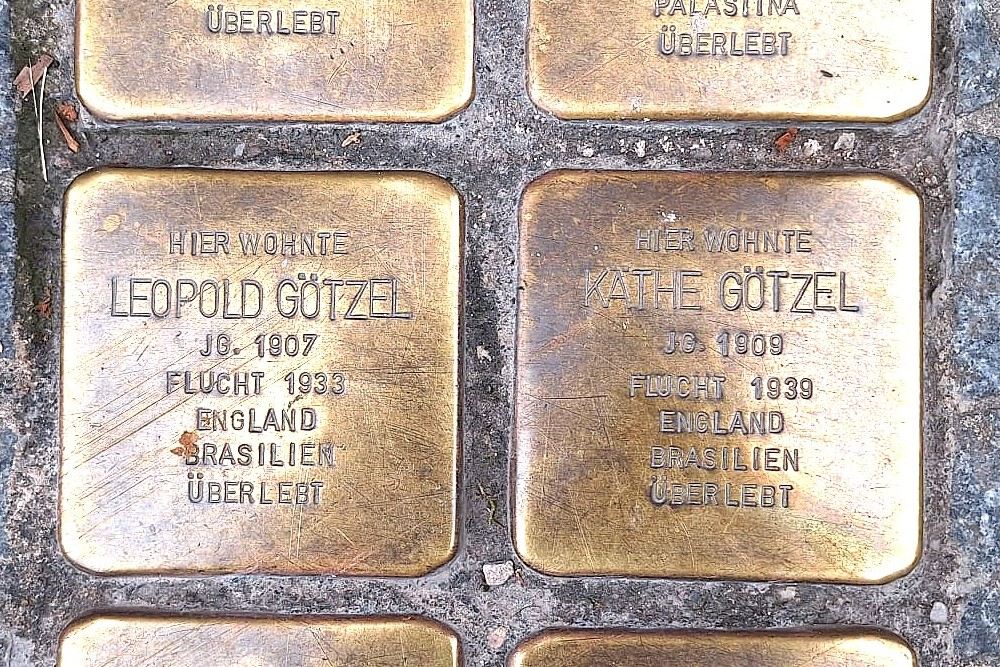 ÜBERLEBT
PALÄSTINA
ÜBERLEBT
HIER WOHNTE
LEOPOLD GÖTZEL
JG. 1907
FLUCHT 1933
ENGLAND
BRASILIEN
ÜBERLEBT
HIER WOHNTE
KÄTHE GÖTZEL
JG. 1909
FLUCHT 1939
ENGLAND
BRASILIEN
ÜBERLEBT